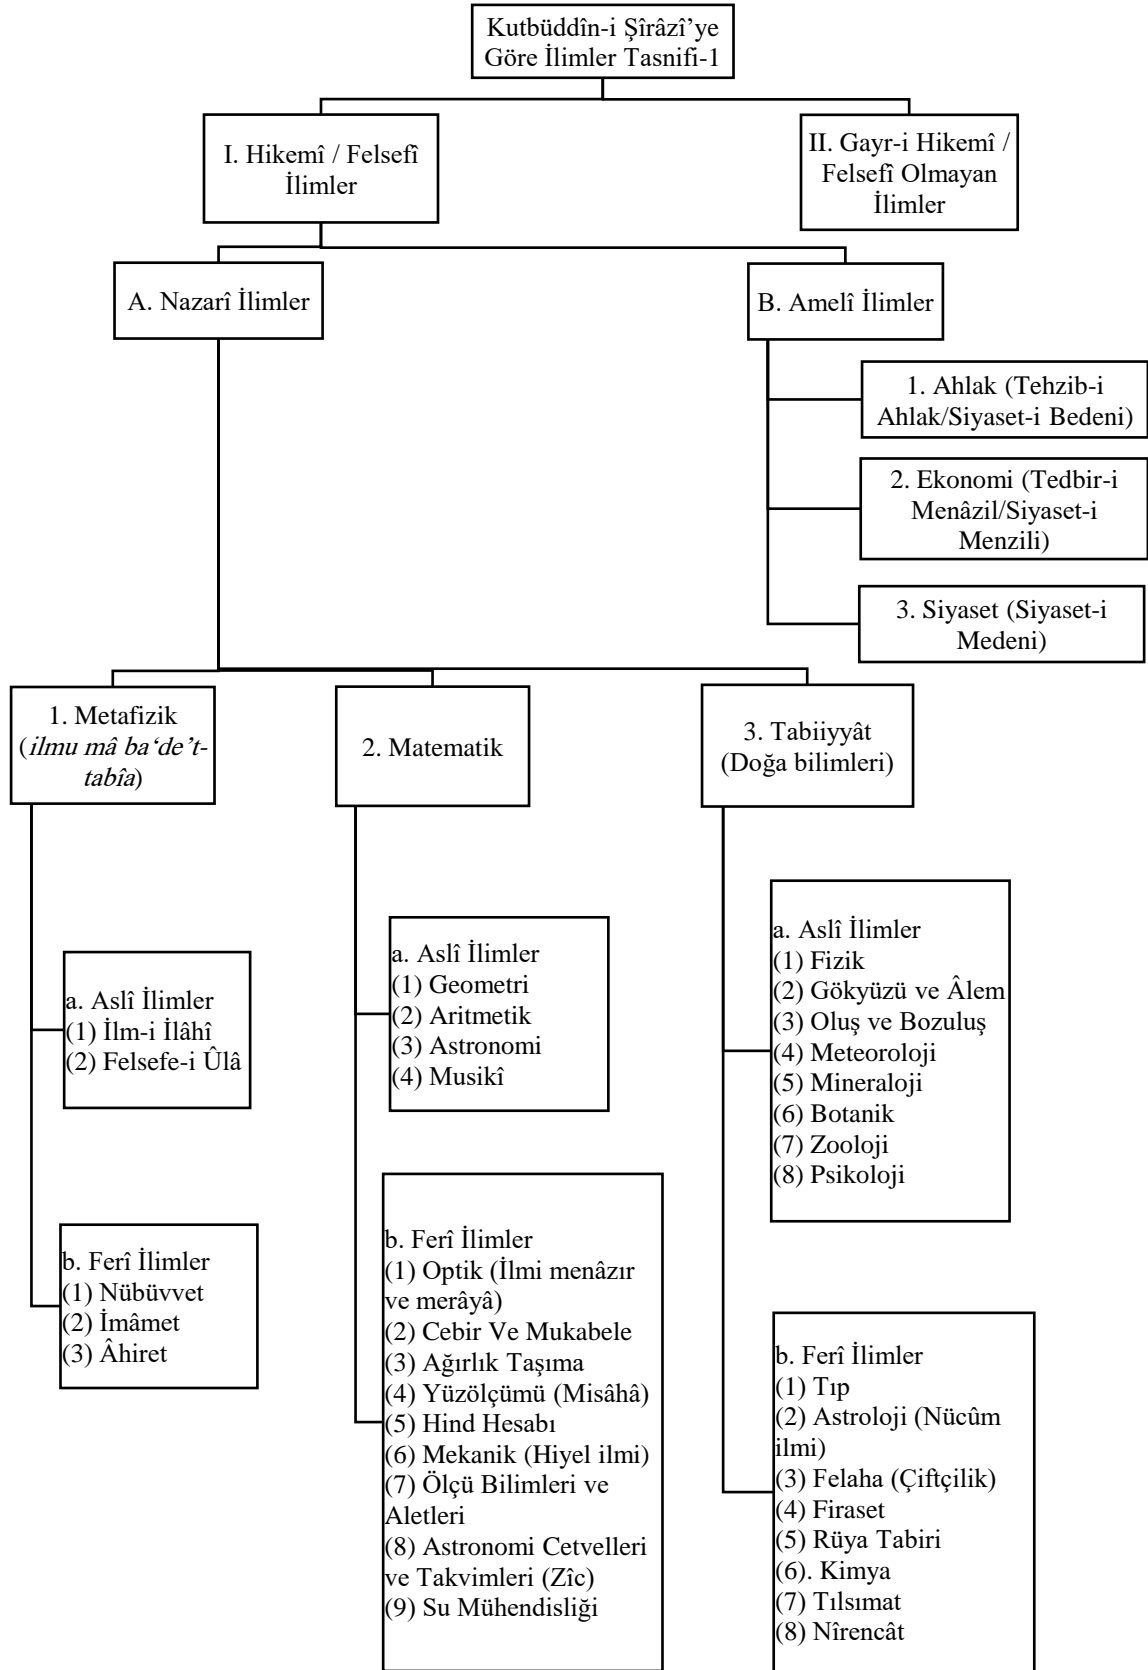 Kutbüddîn-i Şîrâzî’ye
Göre İlimler Tasnifi-1
I. Hikemî / Felsefî
İlimler
II. Gayr-i Hikemî /
Felsefî Olmayan
İlimler
A. Nazarî İlimler
B. Amelî İlimler
1. Ahlak (Tehzib-i
Ahlak/Siyaset-i Bedeni)
2. Ekonomi (Tedbir-i
Menâzil/Siyaset-i
Menzili)
3. Siyaset (Siyaset-i
Medeni)
1. Metafizik
(ilmu mâ ba‘de’t-
tabîa)
a. Aslî İlimler
(1) İlm-i İlâhî
(2) Felsefe-i Ûlâ
b. Ferî İlimler
(1) Nübüvvet
(2) İmâmet
(3) Âhiret
2. Matematik
a. Aslî İlimler
(1) Geometri
(2) Aritmetik
(3) Astronomi
(4) Musikî
b. Ferî İlimler
(1) Optik (İlmi menâzır
ve merâyâ)
(2) Cebir Ve Mukabele
(3) Ağırlık Taşıma
(4) Yüzölçümü (Misâhâ)
(5) Hind Hesabı
(6) Mekanik (Hiyel ilmi)
(7) Ölçü Bilimleri ve
Aletleri
(8) Astronomi Cetvelleri
ve Takvimleri (Zîc)
(9) Su Mühendisliği
3. Tabiiyyât
(Doğa bilimleri)
a. Aslî İlimler
(1) Fizik
(2) Gökyüzü ve Âlem
(3) Oluş ve Bozuluş
(4) Meteoroloji
(5) Mineraloji
(6) Botanik
(7) Zooloji
(8) Psikoloji
b. Ferî İlimler
(1) Tıp
(2) Astroloji (Nücûm
ilmi)
(3) Felaha (Çiftçilik)
(4) Firaset
(5) Rüya Tabiri
(6). Kimya
(7) Tılsımat
(8) Nîrencât